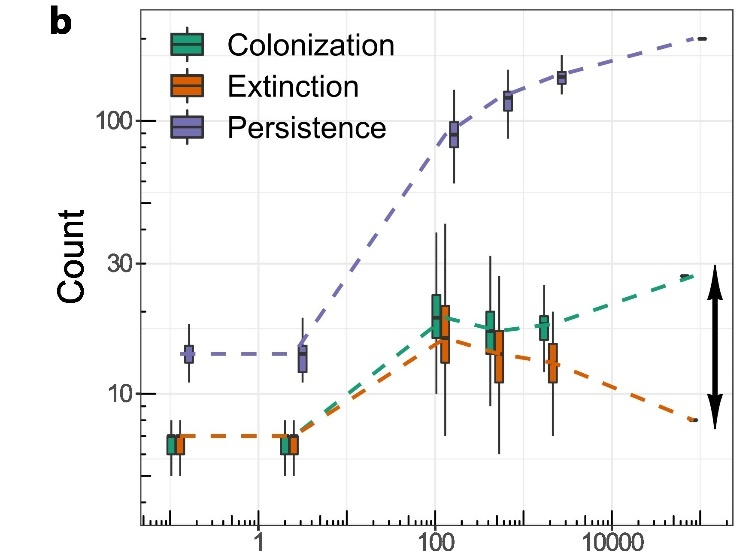 b
Colonization
Extinction
Persistence
100
30
10
Count
1
100
10000